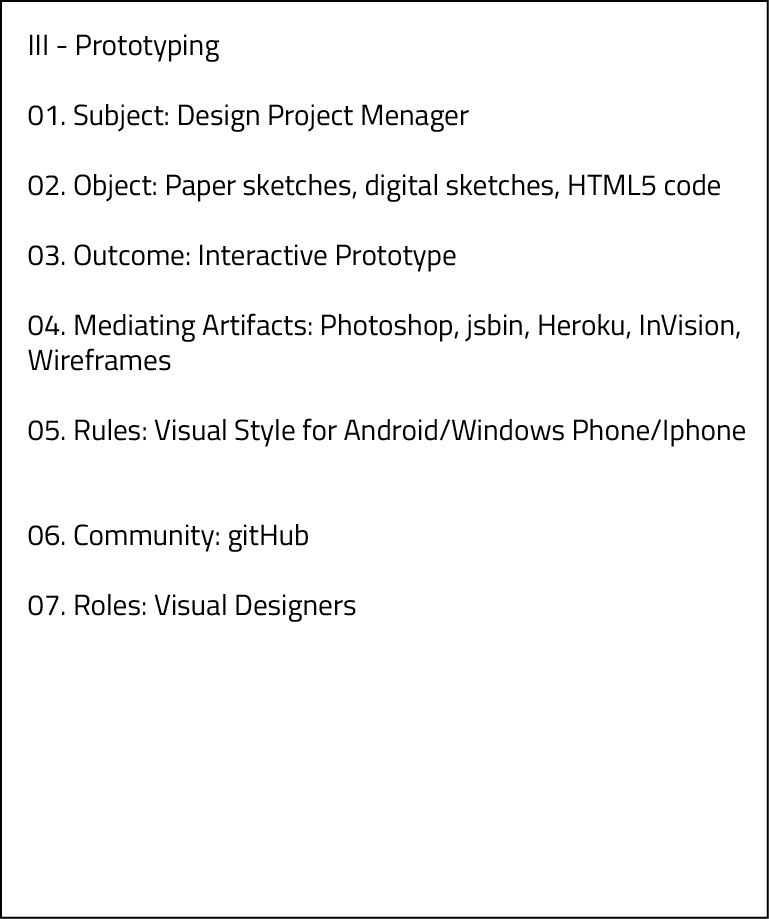 III - Prototyping
01. Subject: Design Project Menager
02. Object: Paper sketches, digital sketches, HTML5 code
03. Outcome: Interactive Prototype
04. Mediating Artifacts: Photoshop, jsbin, Heroku, InVision,
Wireframes
05. Rules: Visual Style for Android/Windows Phone/Iphone
06. Community: gitHub
07. Roles: Visual Designers